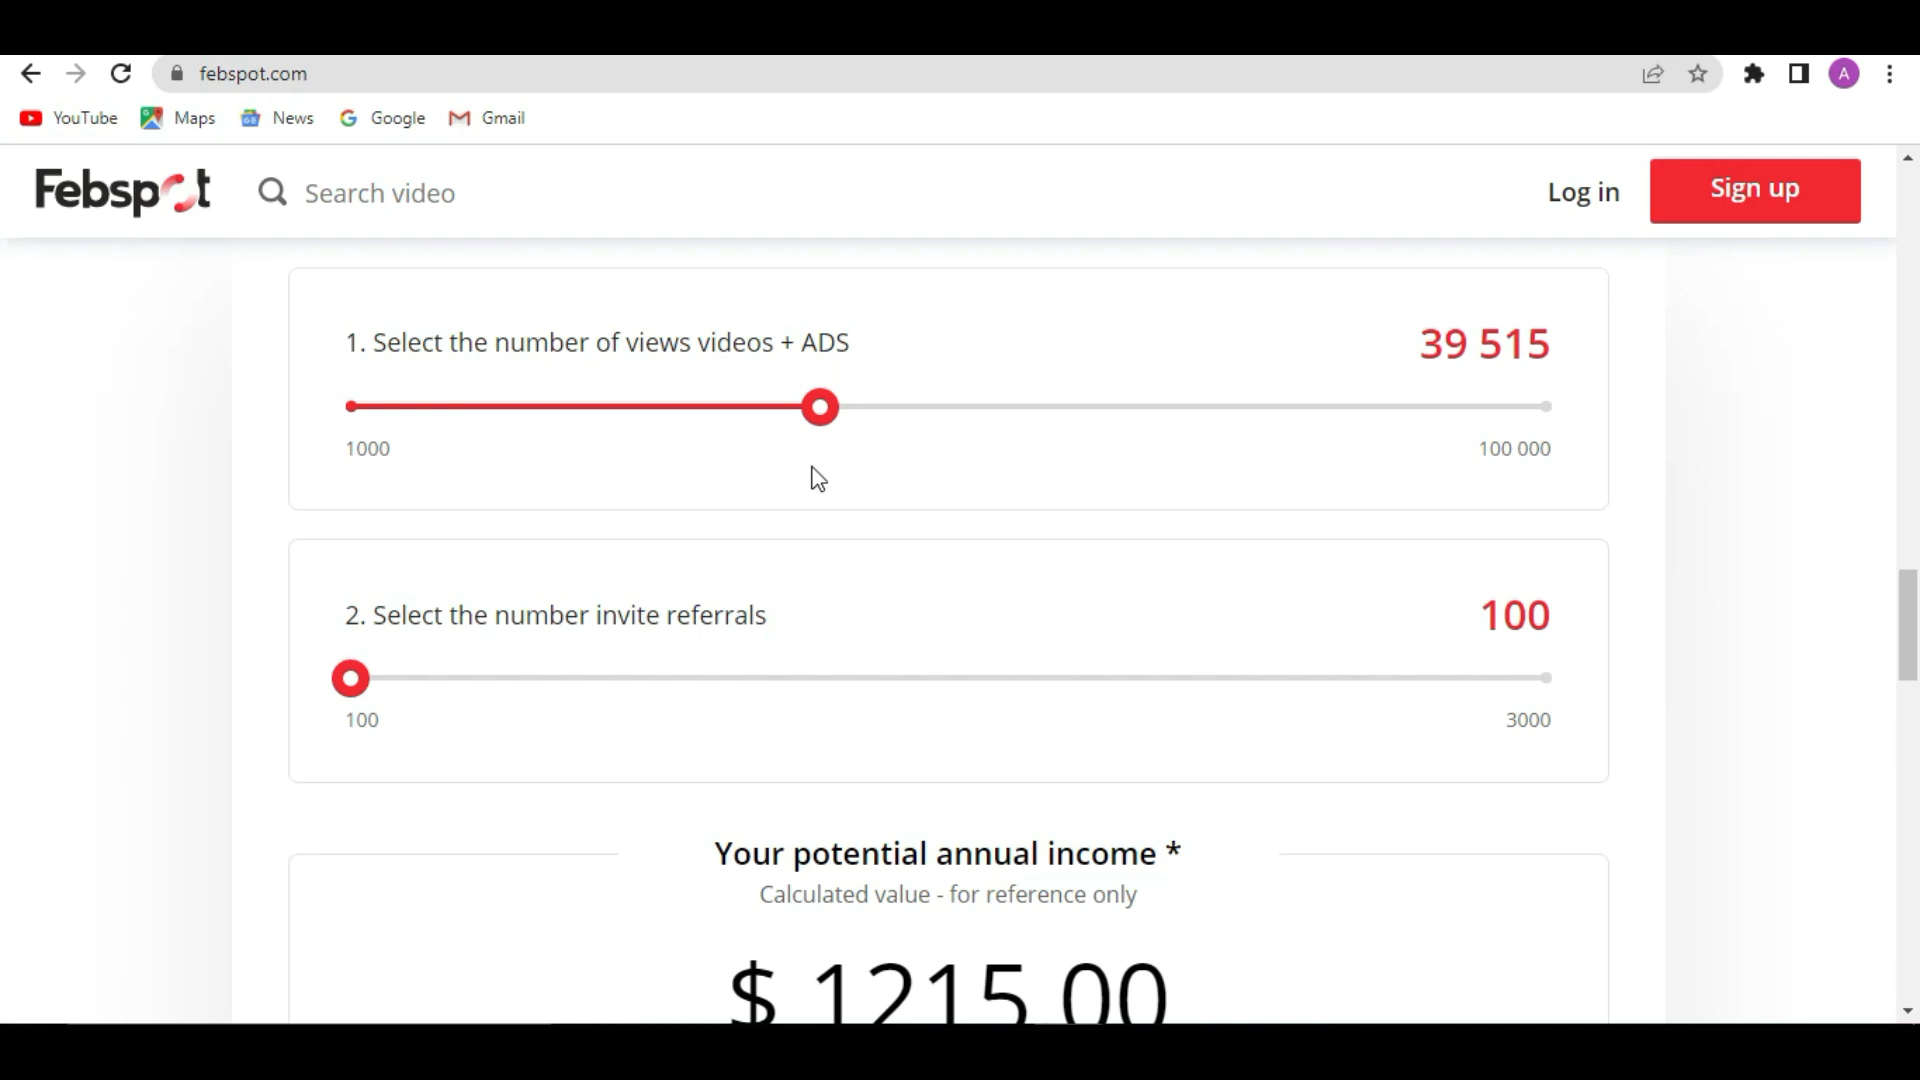 febspot.com
A
YouTube Maps News Google Gmail
Febspot Search video Log in Sign up
1. Select the number of views videos + ADS 39 515
1000 100 000
2. Select the number invite referrals 100
100 3000
Your potential annual income *
Calculated value - for reference only
$ 1215.00